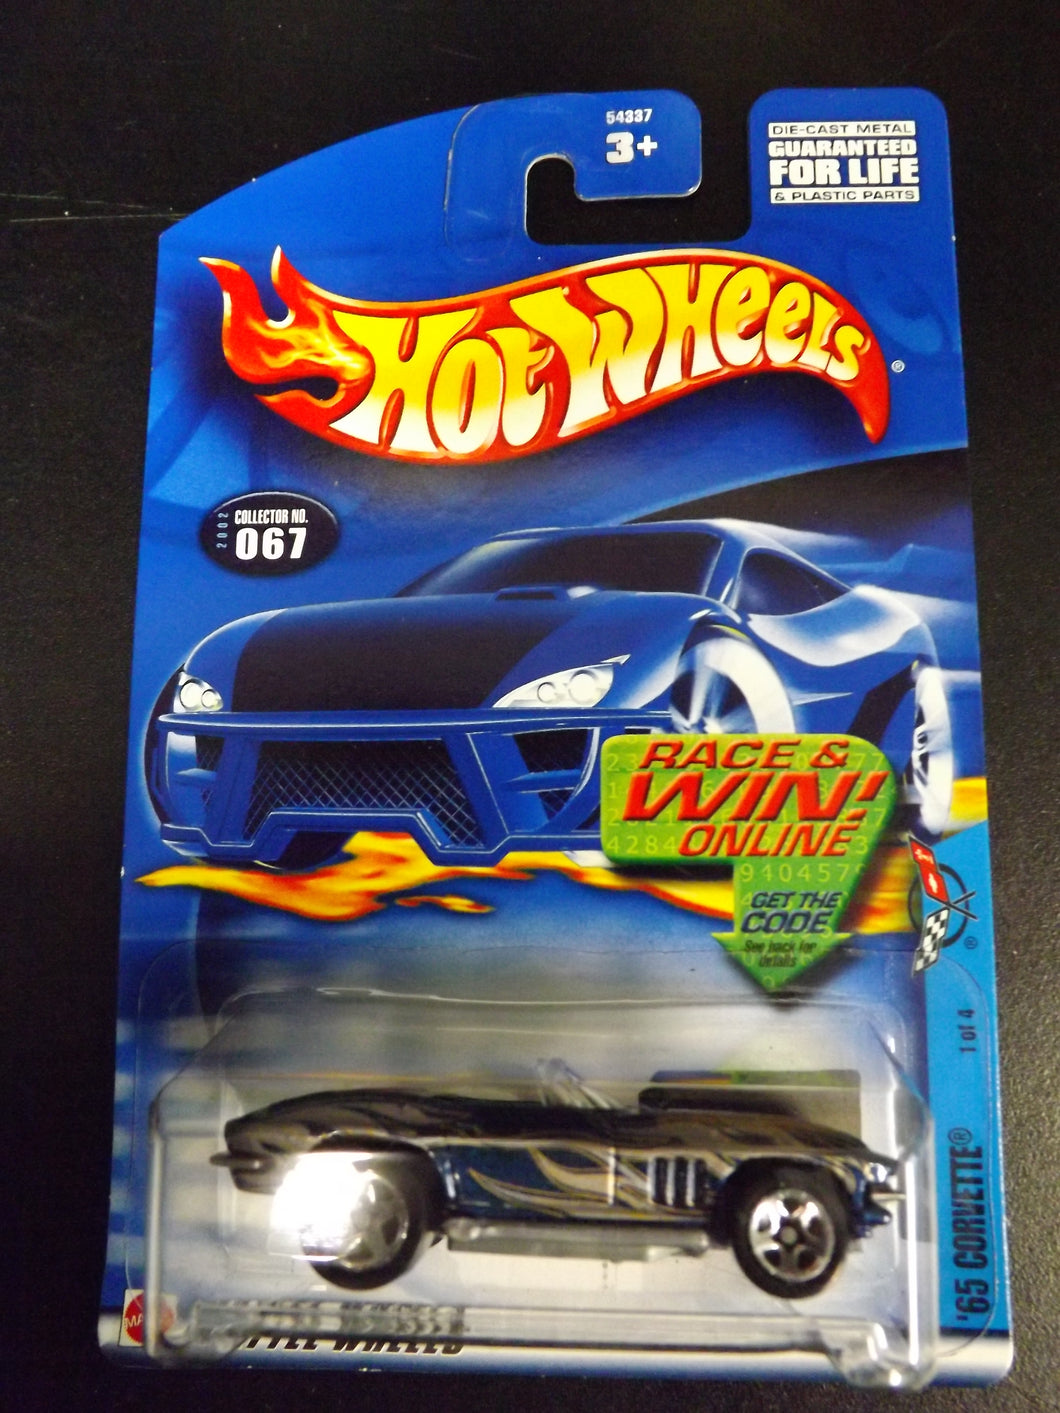 54337
3+
DIE-CAST METAL
GUARANTEED
FOR LIFE
& PLASTIC PARTS
HOT WHEELS
®
2002
COLLECTOR NO.
067
RACE &
WIN!
ONLINE
GET THE
CODE
See back for
details
®
1 of 4
'65 CORVETTE®
WHEELS